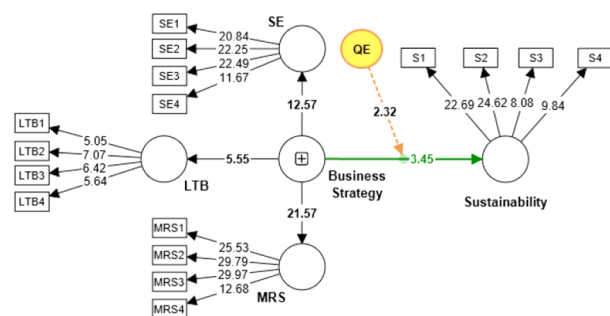 SE
SE1
SE2
SE3
SE4
20.84
22.25
22.49
11.67
QE
S1
S2
S3
S4
22.69
24.62
8.08
9.84
12.57
2.32
LTB1
LTB2
LTB3
LTB4
5.05
7.07
6.42
5.64
LTB
5.55
3.45
Business
Strategy
Sustainability
21.57
MRS1
MRS2
MRS3
MRS4
25.53
29.79
29.97
12.68
MRS